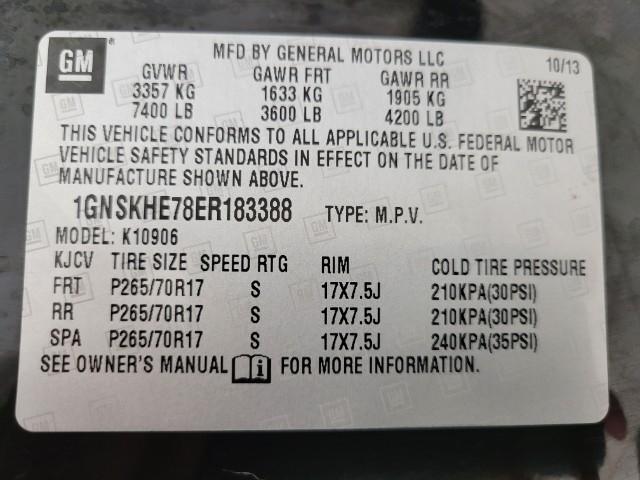 GM ®
MFD BY GENERAL MOTORS LLC
10/13
GVWR GAWR FRT GAWR RR
3357 KG 1633 KG 1905 KG
7400 LB 3600 LB 4200 LB
THIS VEHICLE CONFORMS TO ALL APPLICABLE U.S. FEDERAL MOTOR
VEHICLE SAFETY STANDARDS IN EFFECT ON THE DATE OF
MANUFACTURE SHOWN ABOVE.
1GNSKHE78ER183388 TYPE: M.P.V.
MODEL: K10906
KJCV TIRE SIZE SPEED RTG RIM COLD TIRE PRESSURE
FRT P265/70R17 S 17X7.5J 210KPA(30PSI)
RR P265/70R17 S 17X7.5J 210KPA(30PSI)
SPA P265/70R17 S 17X7.5J 240KPA(35PSI)
SEE OWNER'S MANUAL i FOR MORE INFORMATION.